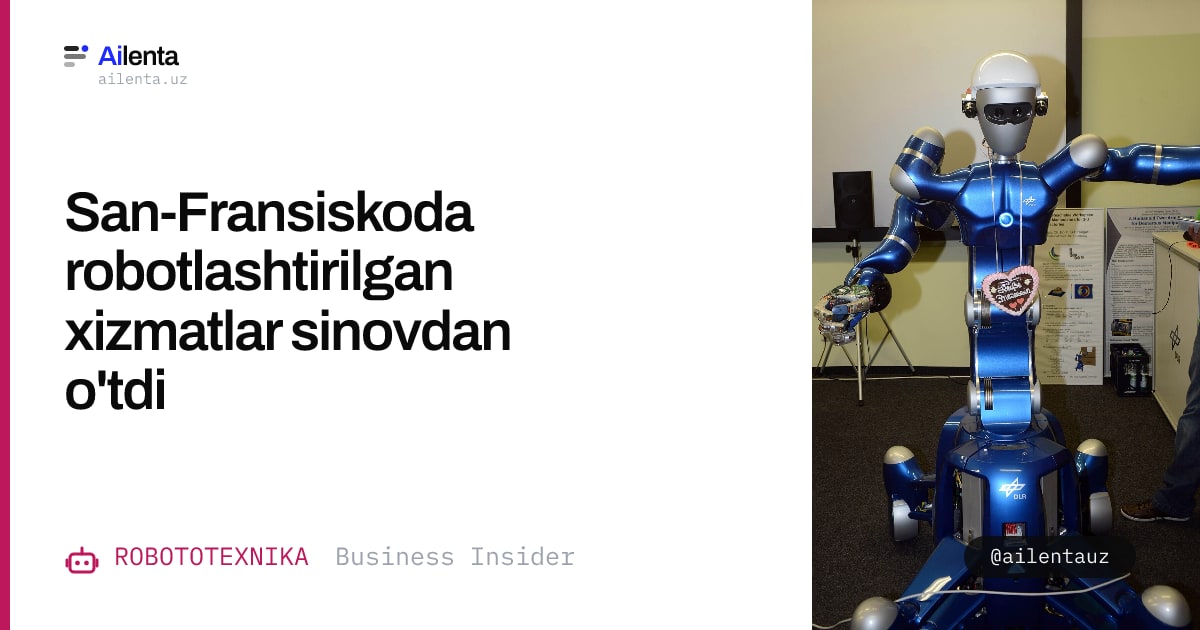 Ailenta
ailenta.uz
San-Fransiskoda
robotlashtirilgan
xizmatlar sinovdan
o'tdi
ROBOTOTEXNIKA Business Insider
DLR
@ailentauz